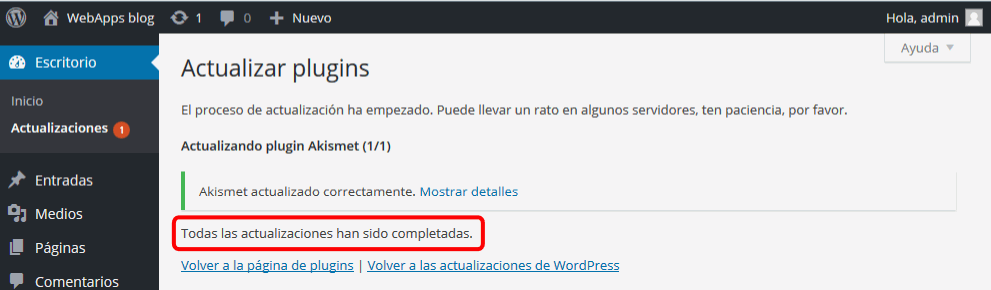 WebApps blog 1 0 + Nuevo Hola, admin
Ayuda
Escritorio
Inicio
Actualizaciones 1
Entradas
Medios
Páginas
Comentarios
Actualizar plugins
El proceso de actualización ha empezado. Puede llevar un rato en algunos servidores, ten paciencia, por favor.
Actualizando plugin Akismet (1/1)
Akismet actualizado correctamente. Mostrar detalles
Todas las actualizaciones han sido completadas.
Volver a la página de plugins | Volver a las actualizaciones de WordPress